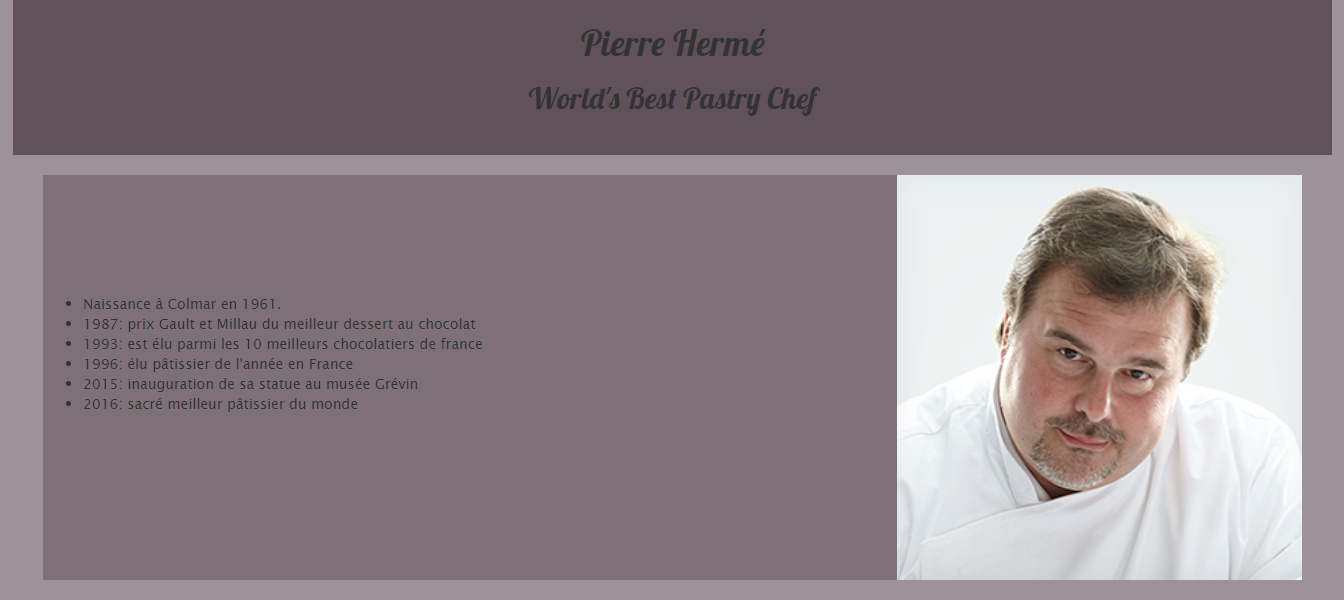 Pierre Hermé
World's Best Pastry Chef
• Naissance à Colmar en 1961.
• 1987: prix Gault et Millau du meilleur dessert au chocolat
• 1993: est élu parmi les 10 meilleurs chocolatiers de france
• 1996: élu pâtissier de l'année en France
• 2015: inauguration de sa statue au musée Grévin
• 2016: sacré meilleur pâtissier du monde